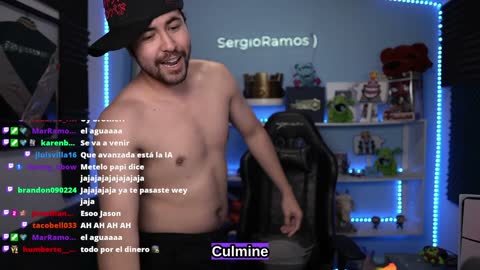 SergioRamos )
MarRamo... el aguaaaa
karenb... Se va a venir
jluisvilla16 Que avanzada está la IA
Metelo papi dice
jajajajajajajaja
brandon090224 Jajajajaja ya te pasaste wey
jaja
Esoo Jason
tacobell033 AH AH AH AH
MarRamo... el aguaaaa
humberto__... todo por el dinero
Culmine